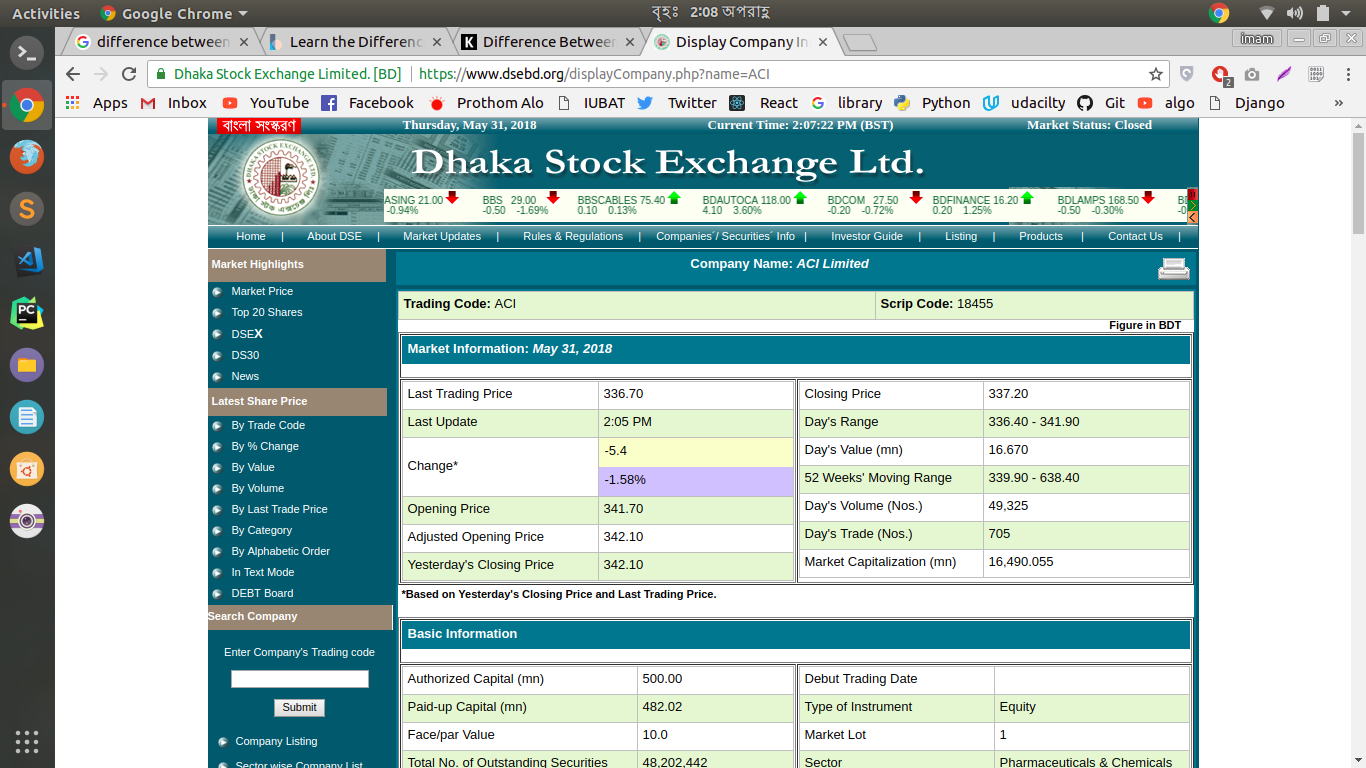 Activities Google Chrome বৃহঃ 2:08 অপরাহ্ণ
difference between Learn the Differenc Difference Betwee Display Company In imam
Dhaka Stock Exchange Limited. [BD] https://www.dsebd.org/displayCompany.php?name=ACI 2
Apps Inbox YouTube Facebook Prothom Alo IUBAT Twitter React library Python udacilty Git algo Django »
বাংলা সংস্করণ Thursday, May 31, 2018 Current Time: 2:07:22 PM (BST) Market Status: Closed
DHAKA STOCK EXCHANGE LTD.
Dhaka Stock Exchange Ltd.
ASING 21.00 BBS 29.00 BBSCABLES 75.40 BDAUTOCA 118.00 BDCOM 27.50 BDFINANCE 16.20 BDLAMPS 168.50
-0.94% -0.50 -1.69% 0.10 0.13% 4.10 3.60% -0.20 -0.72% 0.20 1.25% -0.50 -0.30%
Home | About DSE | Market Updates | Rules & Regulations | Companies´/ Securities´ Info | Investor Guide | Listing | Products | Contact Us |
Market Highlights
Market Price
Top 20 Shares
DSEX
DS30
News
Latest Share Price
By Trade Code
By % Change
By Value
By Volume
By Last Trade Price
By Category
By Alphabetic Order
In Text Mode
DEBT Board
Search Company
Enter Company's Trading code
Submit
Company Listing
Sector wise Company List
Company Name: ACI Limited
Trading Code: ACI Scrip Code: 18455
Figure in BDT
Market Information: May 31, 2018
Last Trading Price 336.70 Closing Price 337.20
Last Update 2:05 PM Day's Range 336.40 - 341.90
Change* -5.4 Day's Value (mn) 16.670
-1.58% 52 Weeks' Moving Range 339.90 - 638.40
Opening Price 341.70 Day's Volume (Nos.) 49,325
Adjusted Opening Price 342.10 Day's Trade (Nos.) 705
Yesterday's Closing Price 342.10 Market Capitalization (mn) 16,490.055
*Based on Yesterday's Closing Price and Last Trading Price.
Basic Information
Authorized Capital (mn) 500.00 Debut Trading Date
Paid-up Capital (mn) 482.02 Type of Instrument Equity
Face/par Value 10.0 Market Lot 1
Total No. of Outstanding Securities 48,202,442 Sector Pharmaceuticals & Chemicals